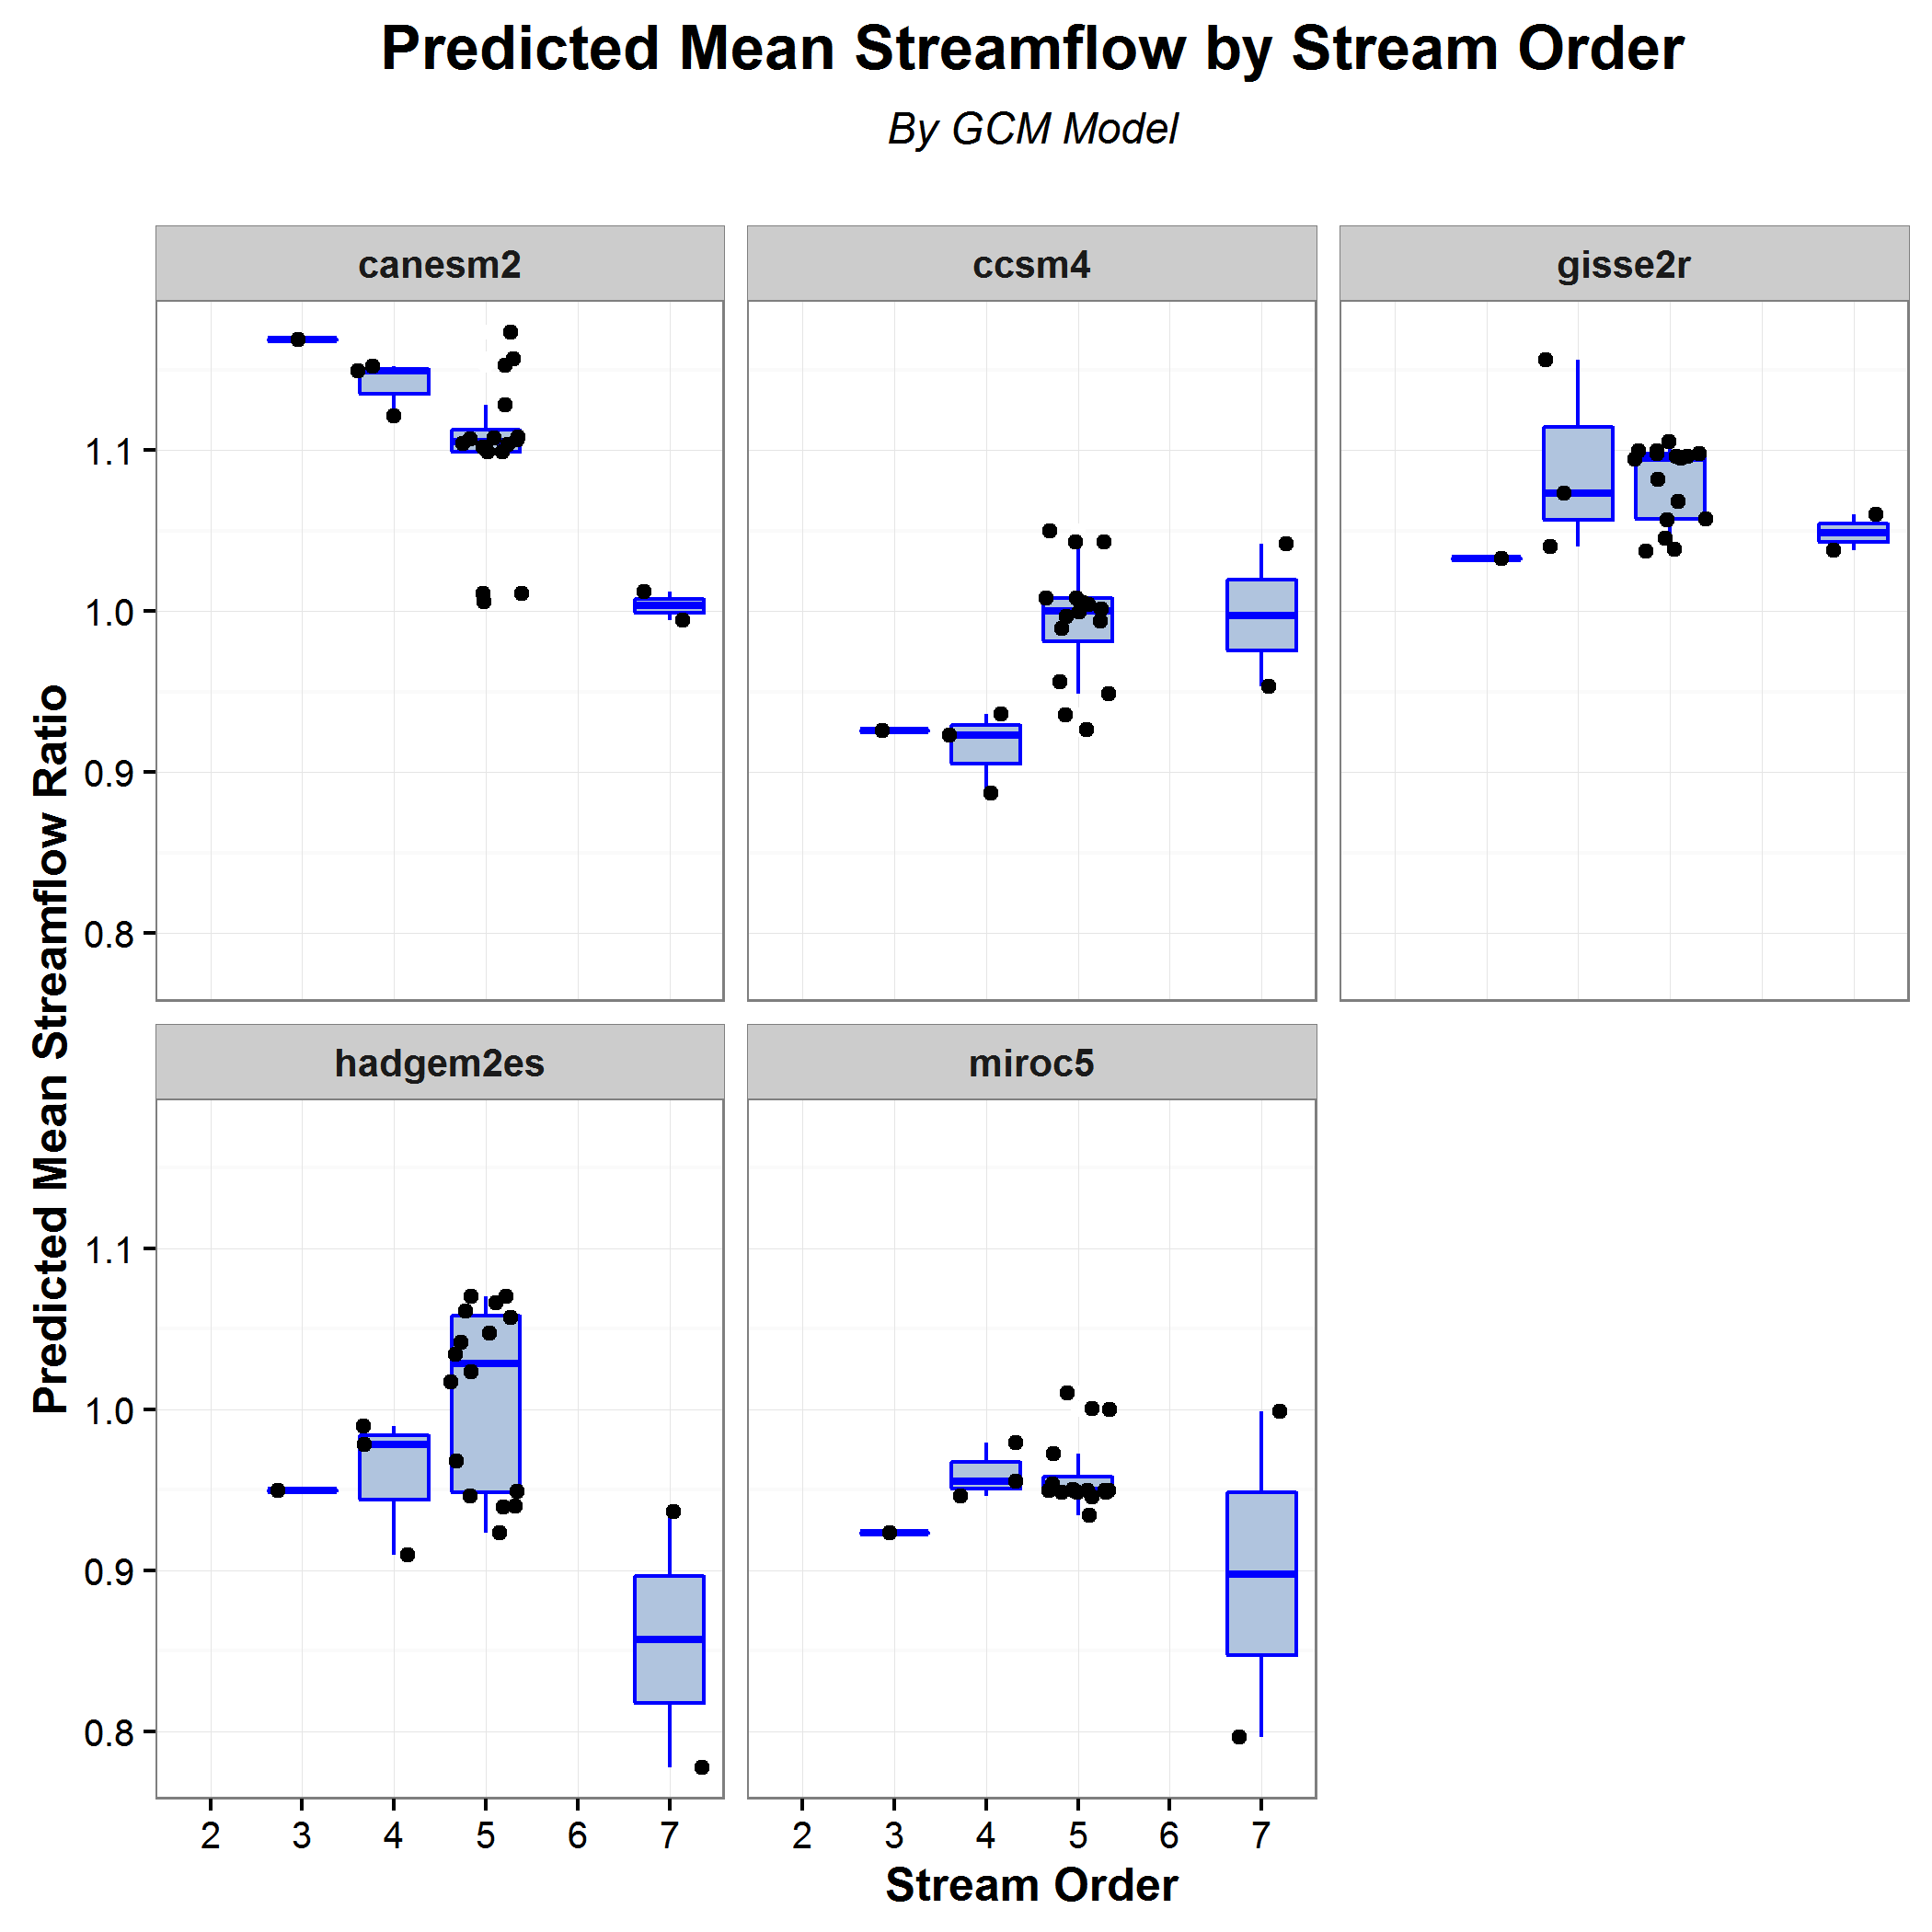 Predicted Mean Streamflow by Stream Order
By GCM Model
canesm2
ccsm4
gisse2r
1.1
1.0
0.9
0.8
Predicted Mean Streamflow Ratio
hadgem2es
miroc5
1.1
1.0
0.9
0.8
2 3 4 5 6 7
2 3 4 5 6 7
Stream Order